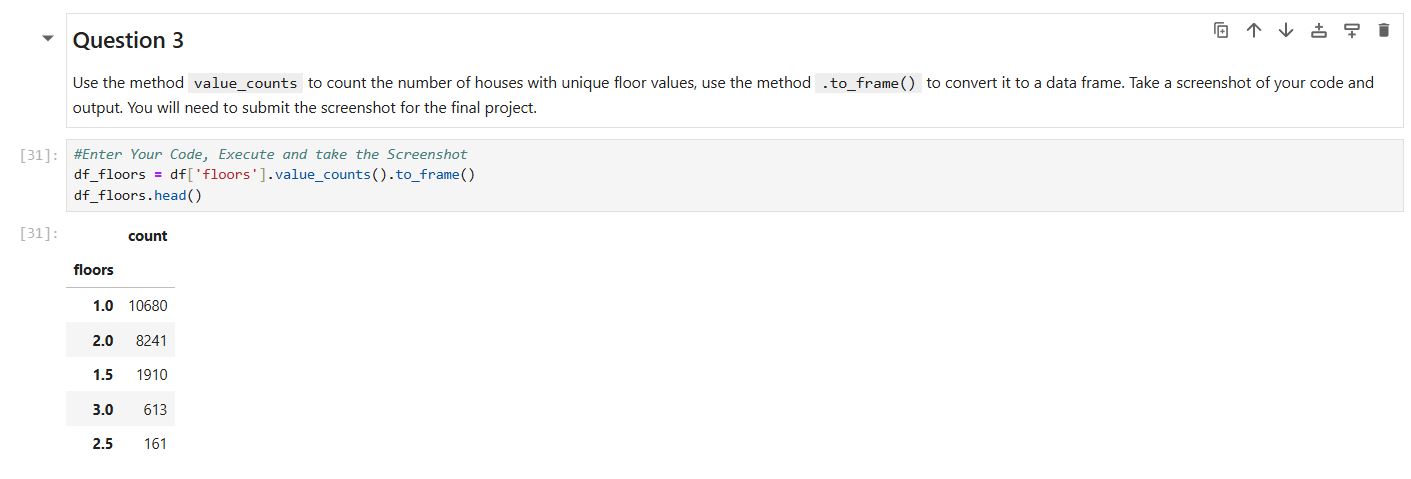 Question 3
Use the method value_counts to count the number of houses with unique floor values, use the method .to_frame() to convert it to a data frame. Take a screenshot of your code and
output. You will need to submit the screenshot for the final project.
[31]: #Enter Your Code, Execute and take the Screenshot
df_floors = df['floors'].value_counts().to_frame()
df_floors.head()
[31]: count
floors
1.0 10680
2.0 8241
1.5 1910
3.0 613
2.5 161